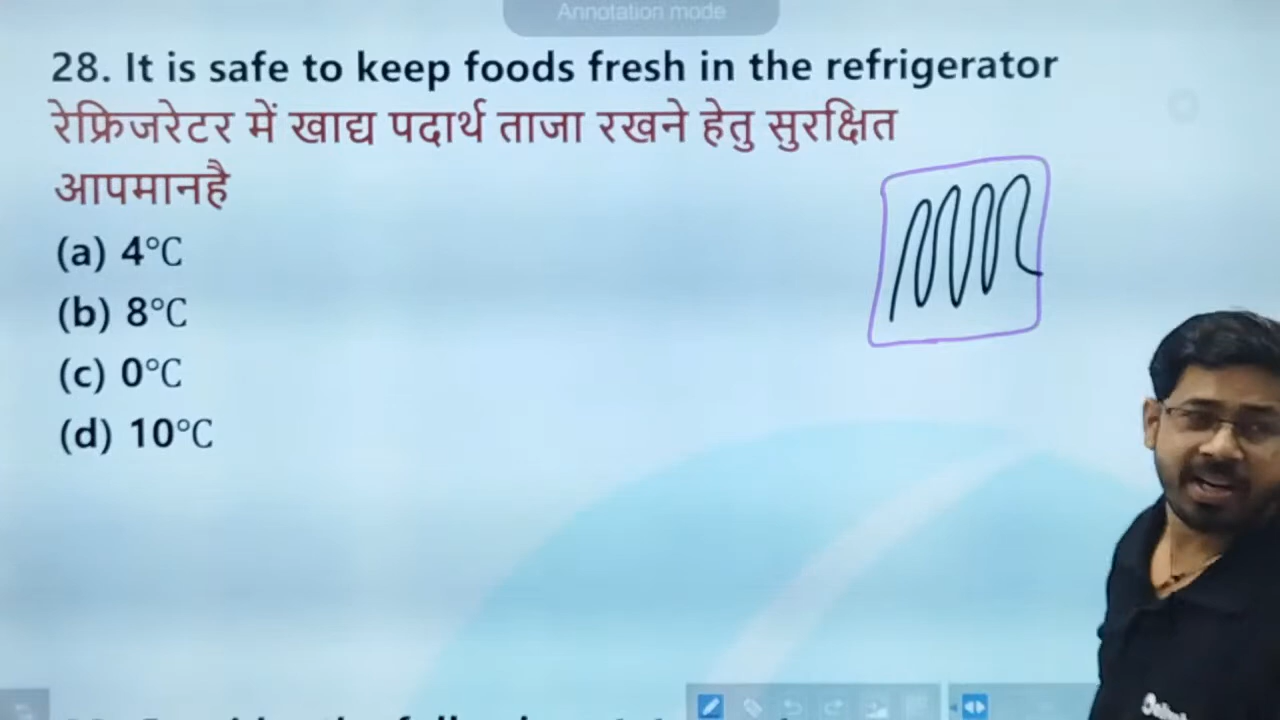 Annotation mode
28. It is safe to keep foods fresh in the refrigerator
रेफ्रिजरेटर में खाद्य पदार्थ ताजा रखने हेतु सुरक्षित
आपमानहै
(a) 4°C
(b) 8°C
(c) 0°C
(d) 10°C